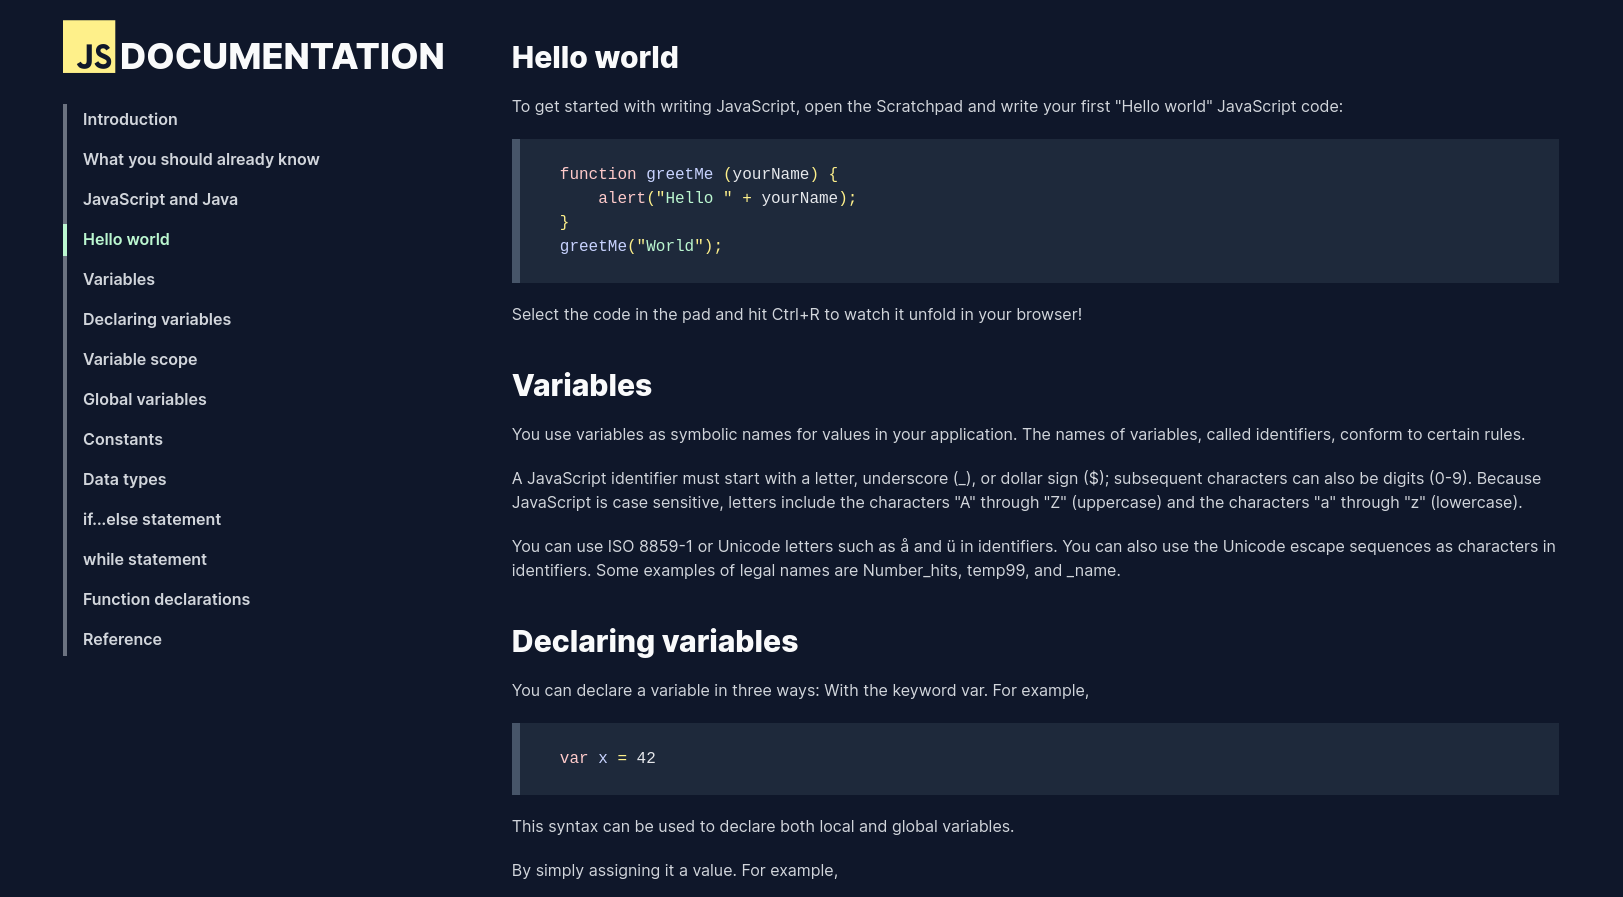 JS DOCUMENTATION
Introduction
What you should already know
JavaScript and Java
Hello world
Variables
Declaring variables
Variable scope
Global variables
Constants
Data types
if...else statement
while statement
Function declarations
Reference
Hello world
To get started with writing JavaScript, open the Scratchpad and write your first "Hello world" JavaScript code:
function greetMe (yourName) {
    alert("Hello " + yourName);
}
greetMe("World");
Select the code in the pad and hit Ctrl+R to watch it unfold in your browser!
Variables
You use variables as symbolic names for values in your application. The names of variables, called identifiers, conform to certain rules.
A JavaScript identifier must start with a letter, underscore (_), or dollar sign ($); subsequent characters can also be digits (0-9). Because
JavaScript is case sensitive, letters include the characters "A" through "Z" (uppercase) and the characters "a" through "z" (lowercase).
You can use ISO 8859-1 or Unicode letters such as å and ü in identifiers. You can also use the Unicode escape sequences as characters in
identifiers. Some examples of legal names are Number_hits, temp99, and _name.
Declaring variables
You can declare a variable in three ways: With the keyword var. For example,
var x = 42
This syntax can be used to declare both local and global variables.
By simply assigning it a value. For example,